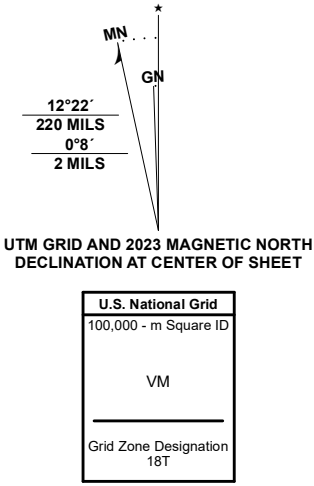 ★
MN
GN
12°22´
220 MILS
0°8´
2 MILS
UTM GRID AND 2023 MAGNETIC NORTH
DECLINATION AT CENTER OF SHEET
U.S. National Grid
100,000 - m Square ID
VM
Grid Zone Designation
18T